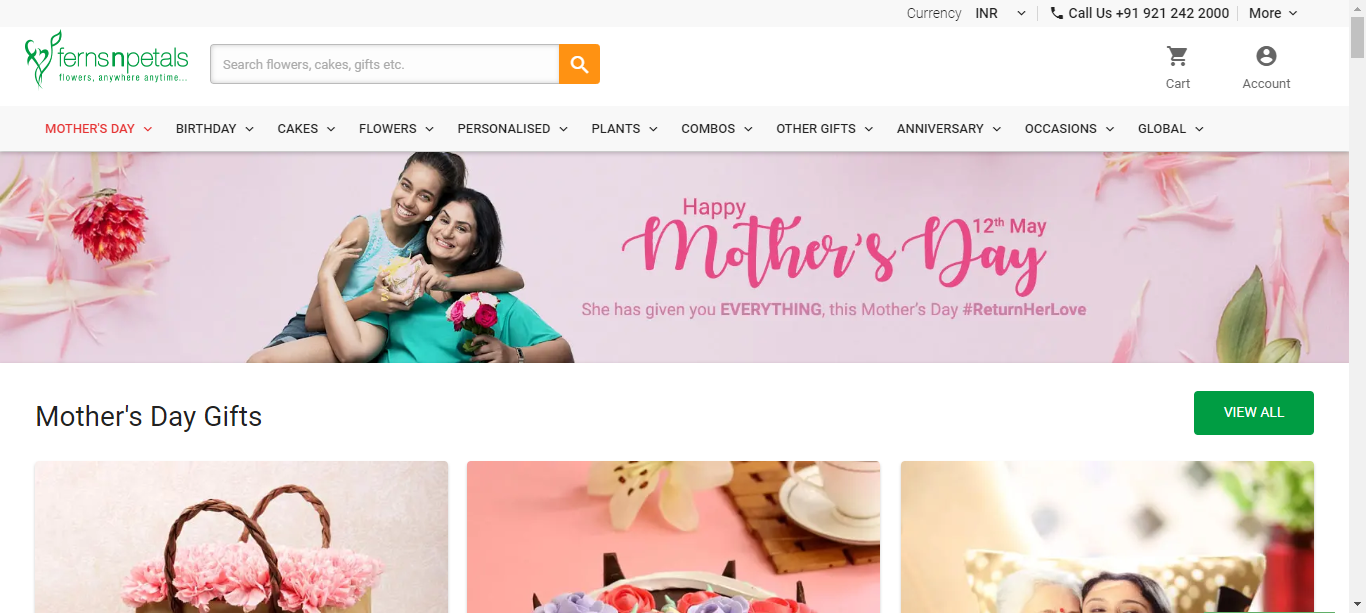 Currency INR Call Us +91 921 242 2000 More
fernsnpetals
flowers, anywhere anytime...
Search flowers, cakes, gifts etc.
Cart
Account
MOTHER'S DAY BIRTHDAY CAKES FLOWERS PERSONALISED PLANTS COMBOS OTHER GIFTS ANNIVERSARY OCCASIONS GLOBAL
Happy
Mother's Day
12th May
She has given you EVERYTHING, this Mother's Day #ReturnHerLove
Mother's Day Gifts
VIEW ALL